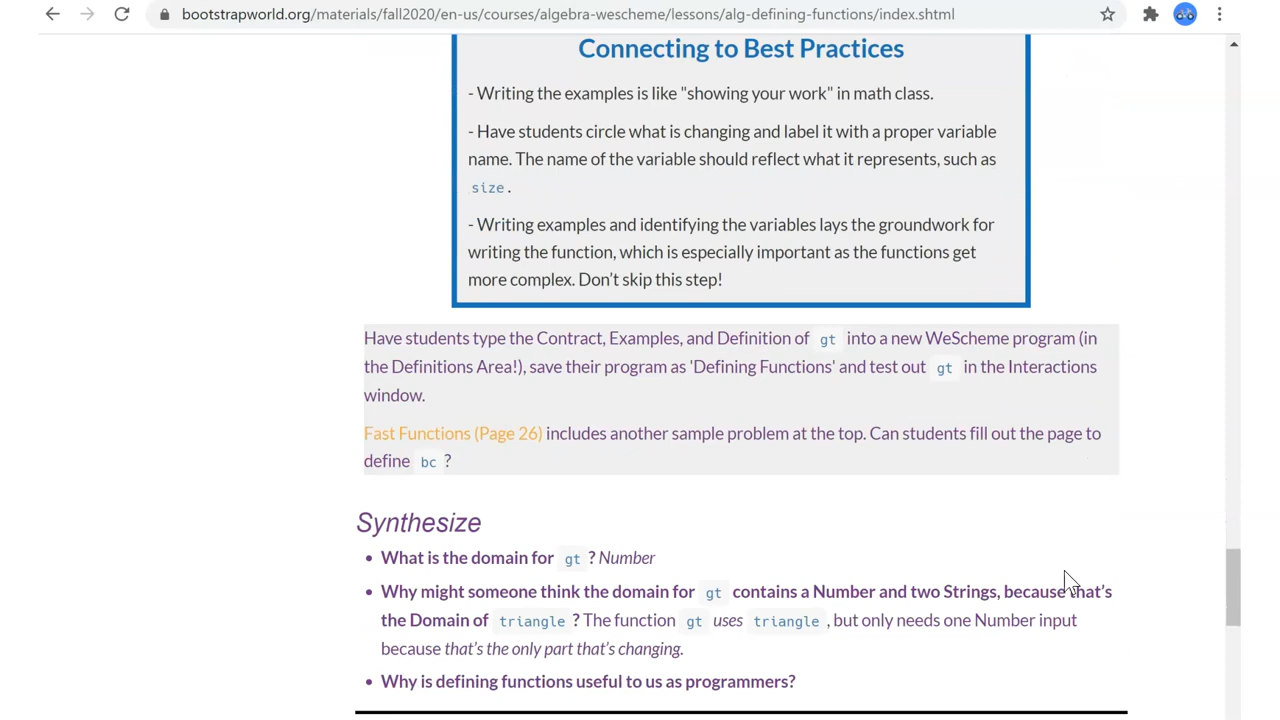 bootstrapworld.org/materials/fall2020/en-us/courses/algebra-wescheme/lessons/alg-defining-functions/index.shtml
Connecting to Best Practices
- Writing the examples is like "showing your work" in math class.
- Have students circle what is changing and label it with a proper variable
name. The name of the variable should reflect what it represents, such as
size.
- Writing examples and identifying the variables lays the groundwork for
writing the function, which is especially important as the functions get
more complex. Don't skip this step!
Have students type the Contract, Examples, and Definition of gt into a new WeScheme program (in
the Definitions Area!), save their program as 'Defining Functions' and test out gt in the Interactions
window.
Fast Functions (Page 26) includes another sample problem at the top. Can students fill out the page to
define bc ?
Synthesize
• What is the domain for gt ? Number
• Why might someone think the domain for gt contains a Number and two Strings, because that's
the Domain of triangle ? The function gt uses triangle , but only needs one Number input
because that's the only part that's changing.
• Why is defining functions useful to us as programmers?